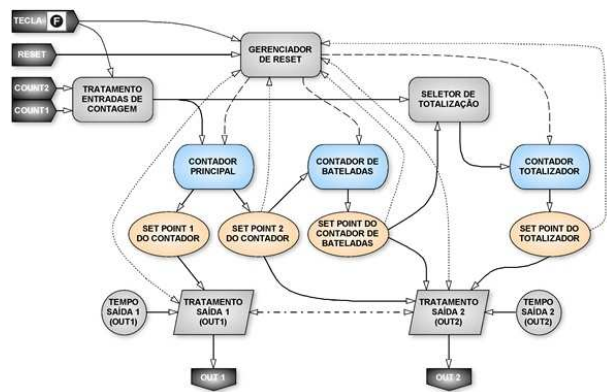 TECLA- F
RESET
COUNT2
COUNT1
TRATAMENTO
ENTRADAS DE
CONTAGEM
GERENCIADOR
DE RESET
SELETOR DE
TOTALIZAÇÃO
CONTADOR
PRINCIPAL
CONTADOR DE
BATELADAS
CONTADOR
TOTALIZADOR
SET POINT 1
DO CONTADOR
SET POINT 2
DO CONTADOR
SET POINT DO
CONTADOR DE
BATELADAS
SET POINT DO
TOTALIZADOR
TEMPO
SAÍDA 1
(OUT1)
TRATAMENTO
SAÍDA 1
(OUT1)
TRATAMENTO
SAÍDA 2
(OUT2)
TEMPO
SAÍDA 2
(OUT2)
OUT 1
OUT 2